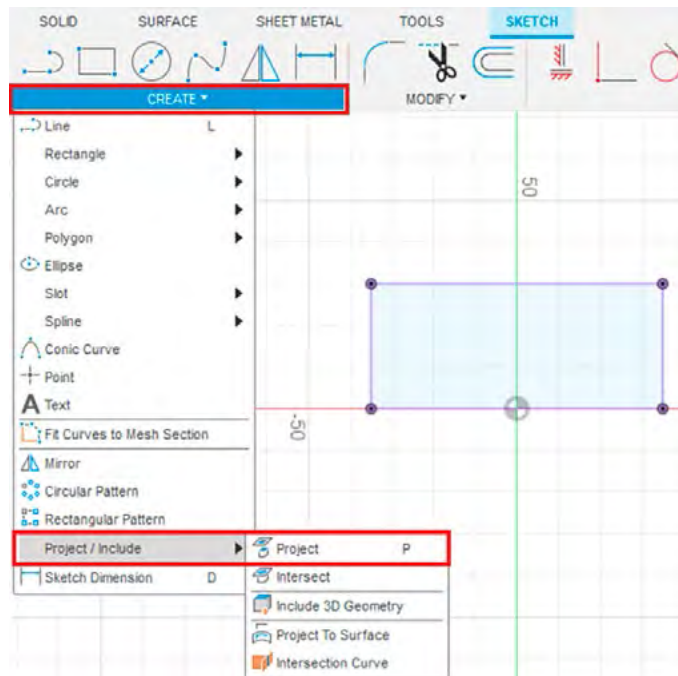 SOLID SURFACE SHEET METAL TOOLS SKETCH
CREATE ▾ MODIFY ▾
Line L
Rectangle
Circle
Arc
Polygon
Ellipse
Slot
Spline
Conic Curve
Point
A Text
Fit Curves to Mesh Section
Mirror
Circular Pattern
Rectangular Pattern
Project / Include
Sketch Dimension D
Project P
Intersect
Include 3D Geometry
Project To Surface
Intersection Curve
50
-50